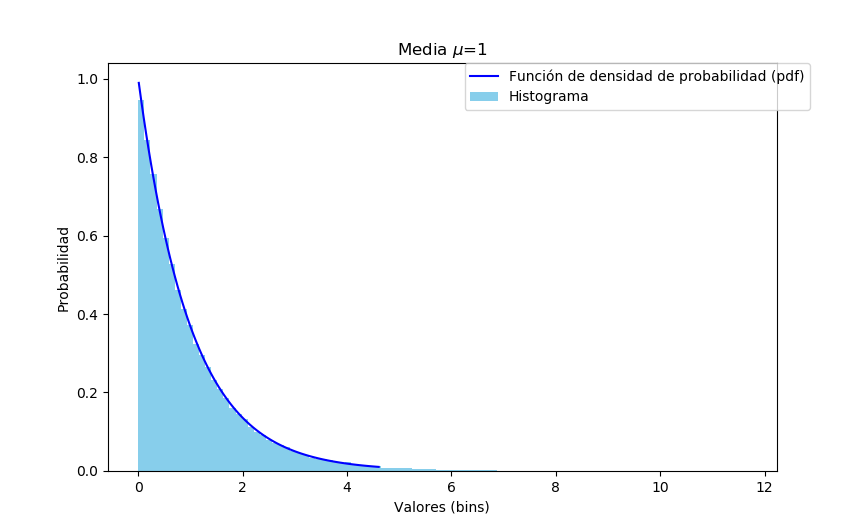 Media μ=1
Función de densidad de probabilidad (pdf)
Histograma
1.0
0.8
0.6
0.4
0.2
0.0
Probabilidad
0 2 4 6 8 10 12
Valores (bins)